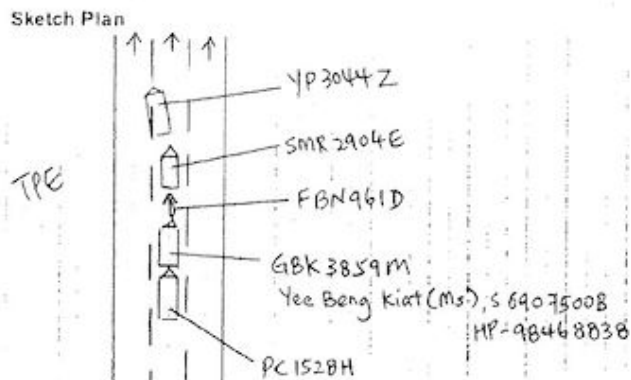 Sketch Plan
YP3044Z
SMR2904E
TPE
FBN961D
GBK3859M
Yee Beng Kiat (Ms), S6907500B
HP-98468838
PC1528H